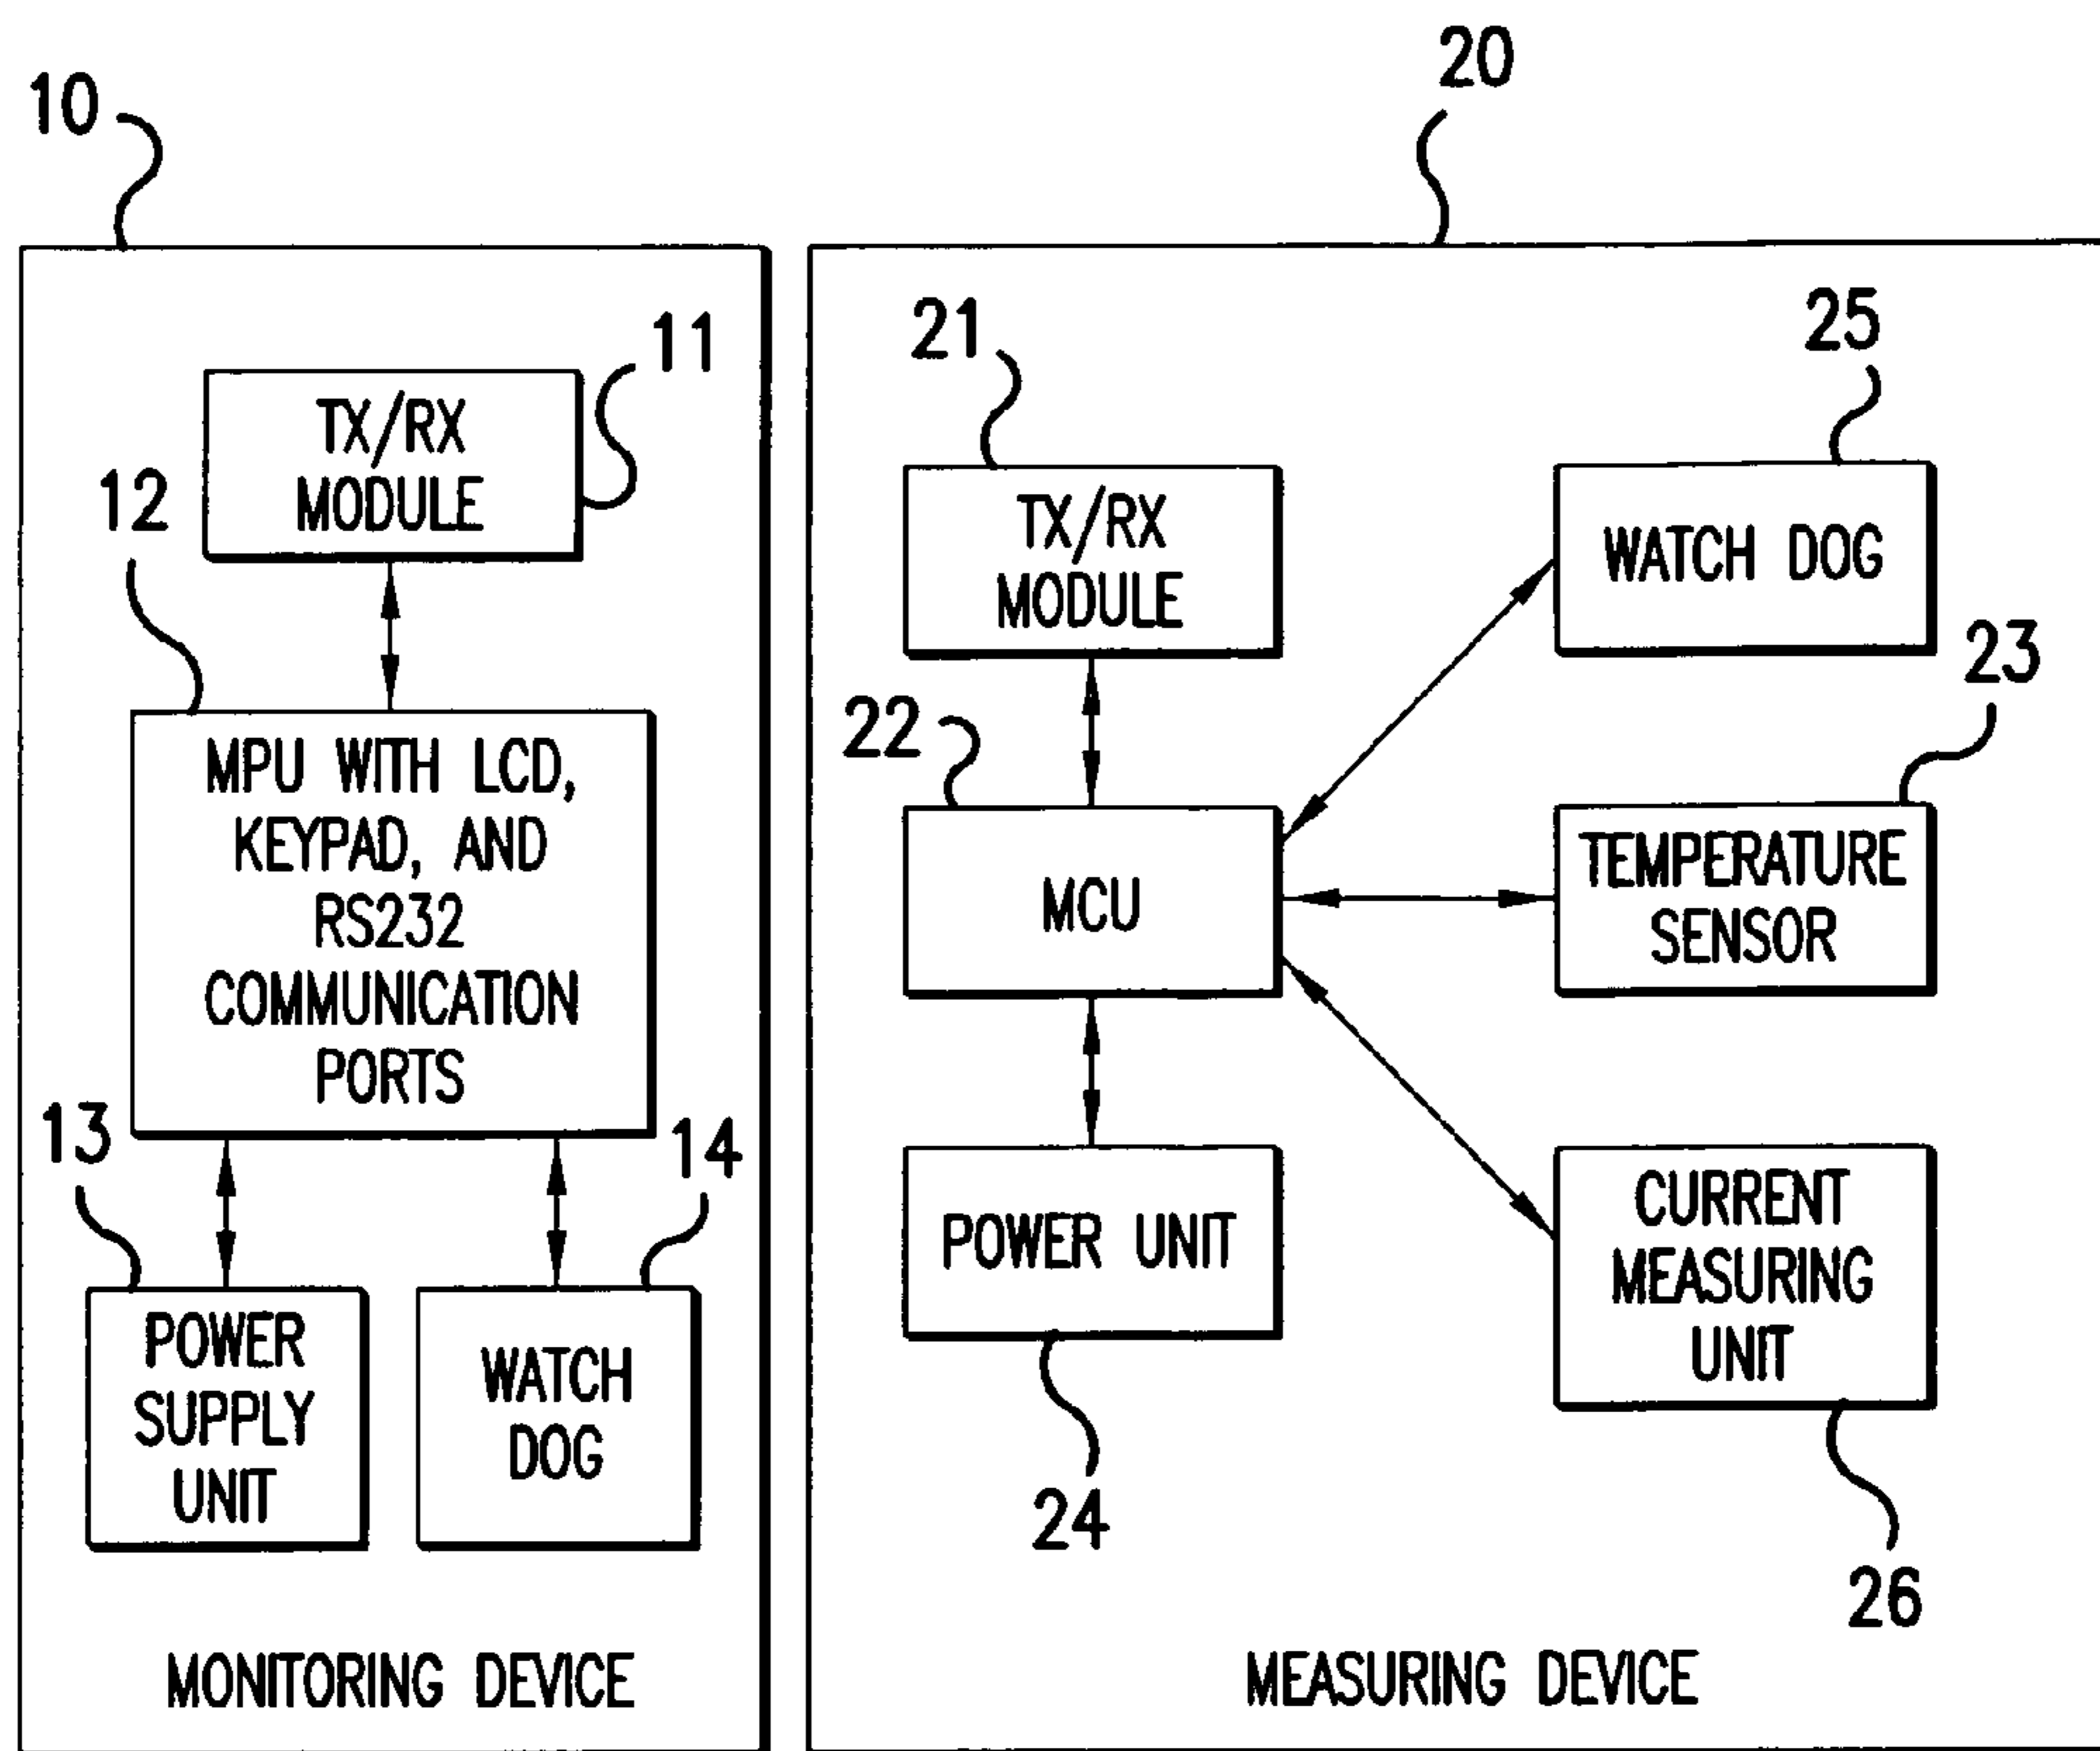 10
11
TX/RX
MODULE
12
MPU WITH LCD,
KEYPAD, AND
RS232
COMMUNICATION
PORTS
13
14
POWER
SUPPLY
UNIT
WATCH
DOG
MONITORING DEVICE
20
21
TX/RX
MODULE
25
WATCH DOG
22
MCU
23
TEMPERATURE
SENSOR
POWER UNIT
24
CURRENT
MEASURING
UNIT
26
MEASURING DEVICE